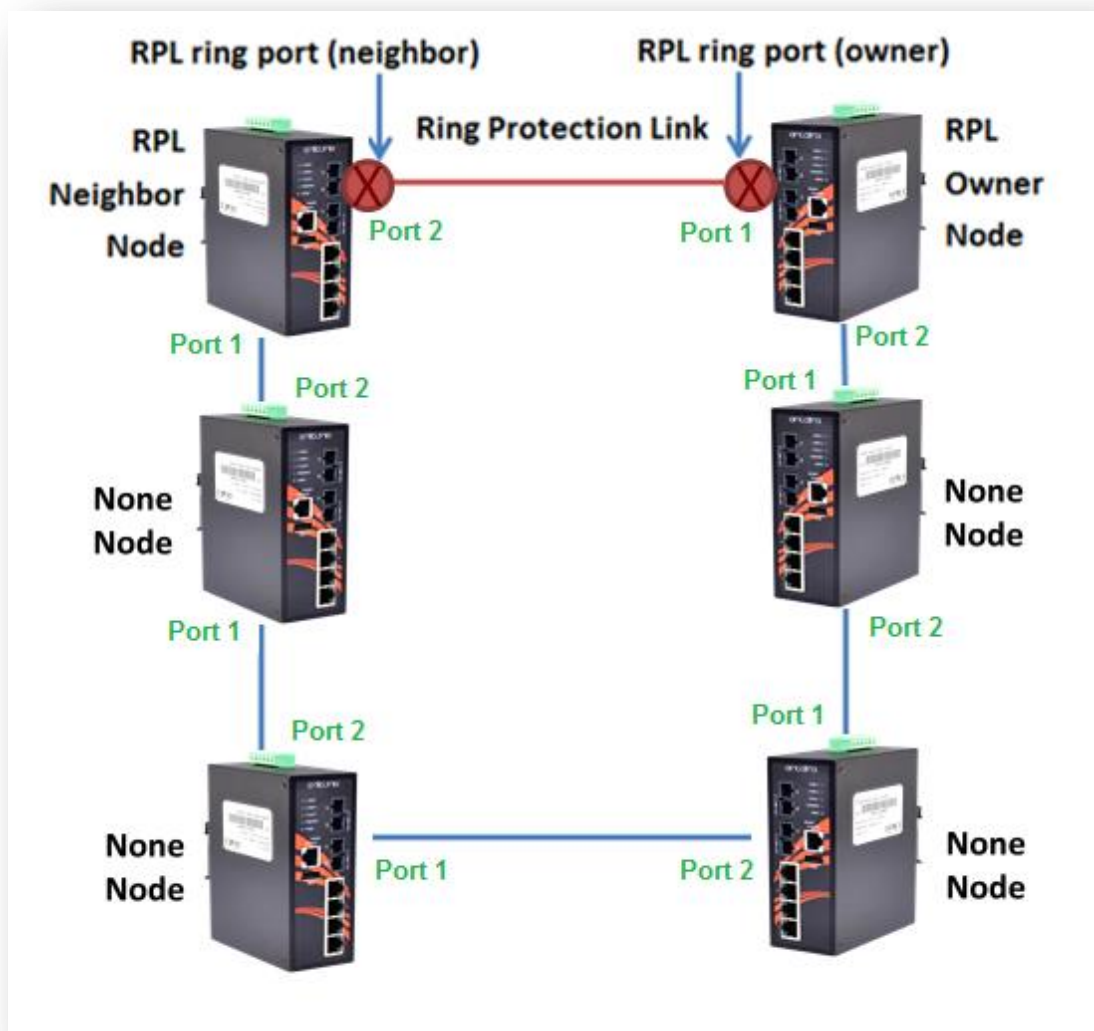 RPL ring port (neighbor)
RPL ring port (owner)
Ring Protection Link
RPL
Neighbor
Node
RPL
Owner
Node
Port 2
Port 1
Port 1
Port 2
Port 2
Port 1
None
Node
None
Node
Port 1
Port 2
Port 2
Port 1
None
Node
None
Node
Port 1
Port 2